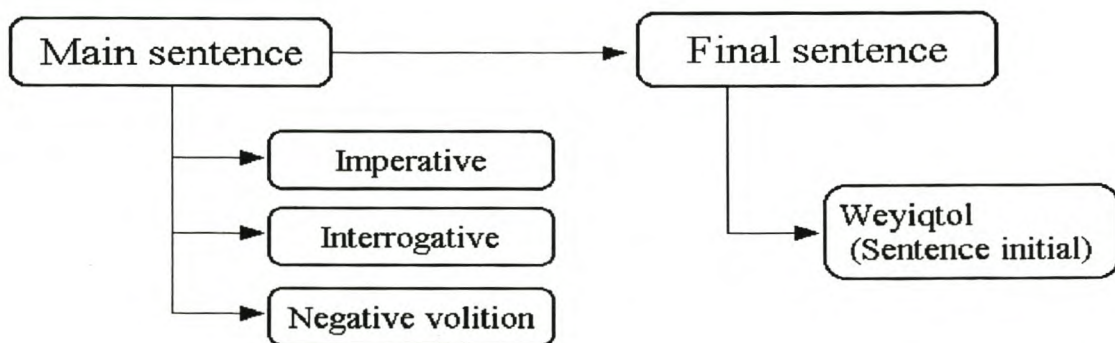 Main sentence
Final sentence
Imperative
Interrogative
Negative volition
Weyiqtol
(Sentence initial)